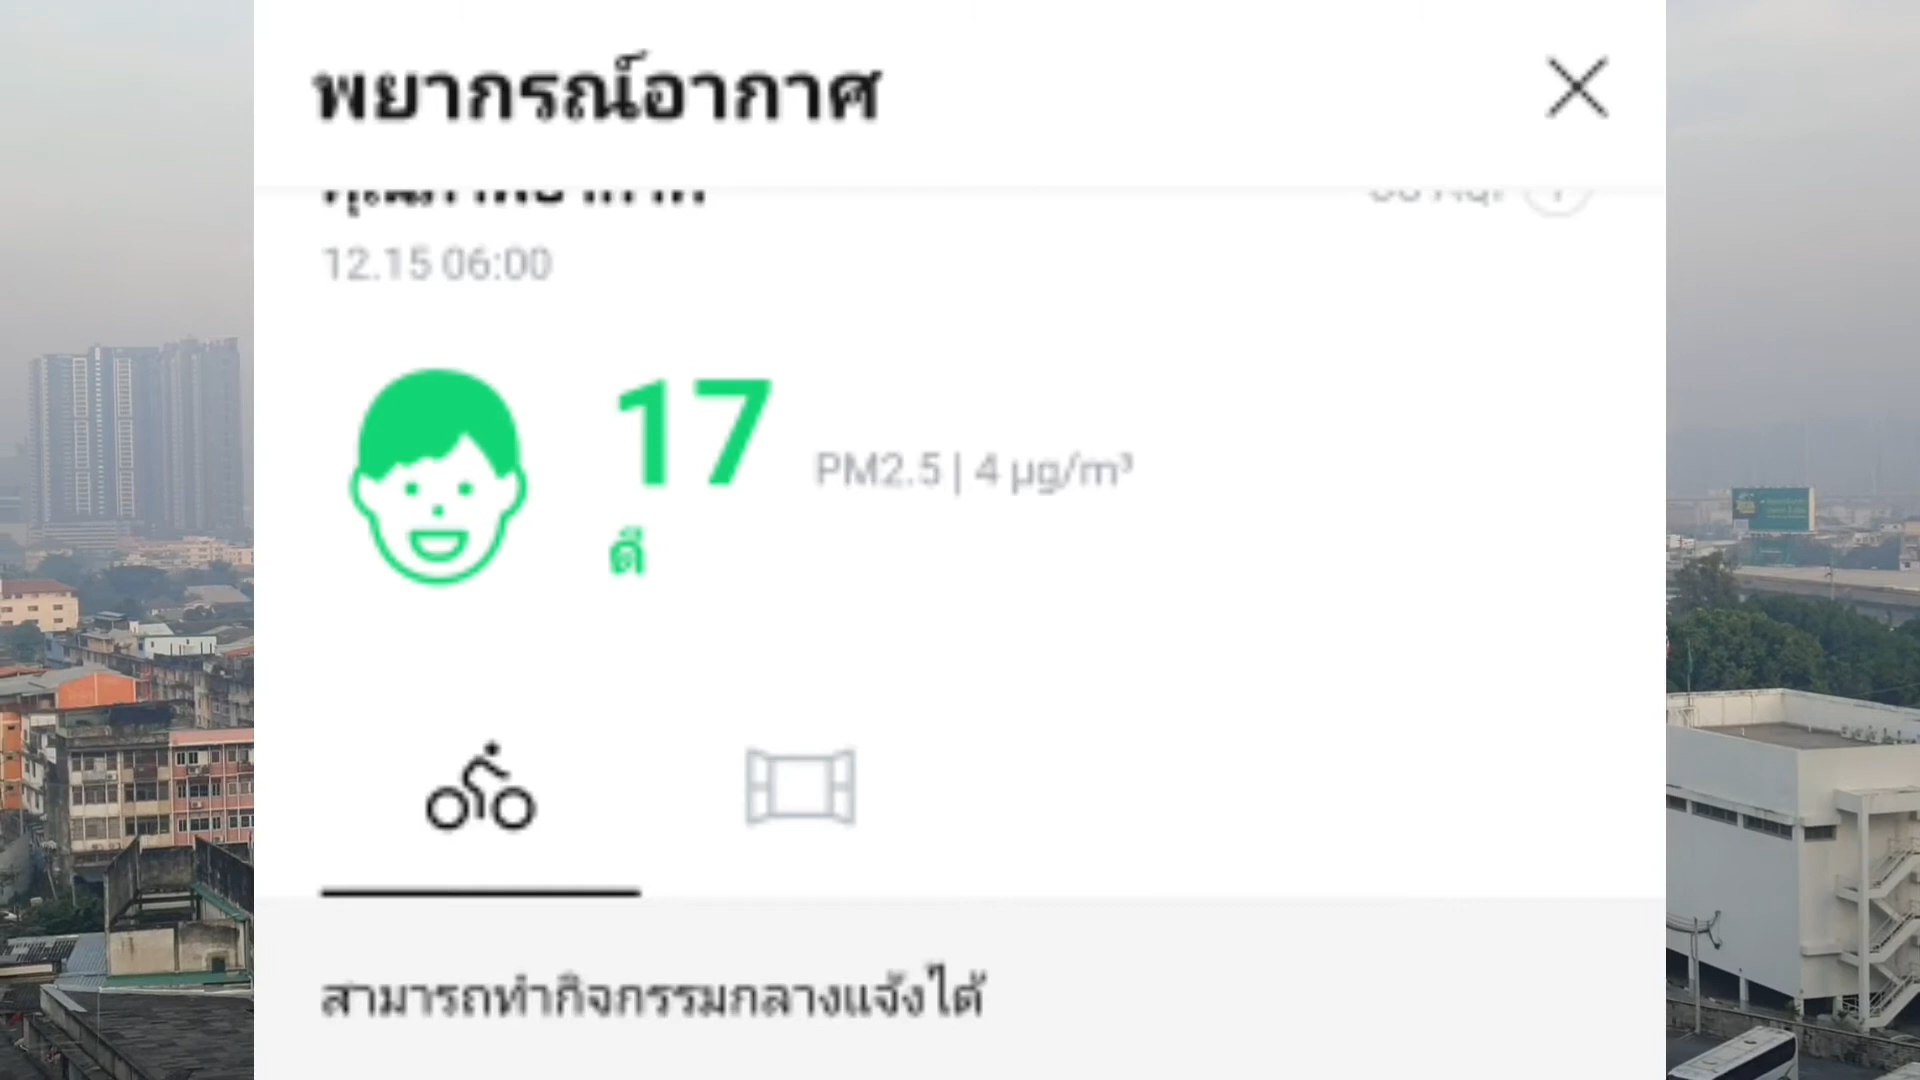 พยากรณ์อากาศ
12.15 06:00
17
PM2.5 | 4 µg/m³
ดี
สามารถทำกิจกรรมกลางแจ้งได้